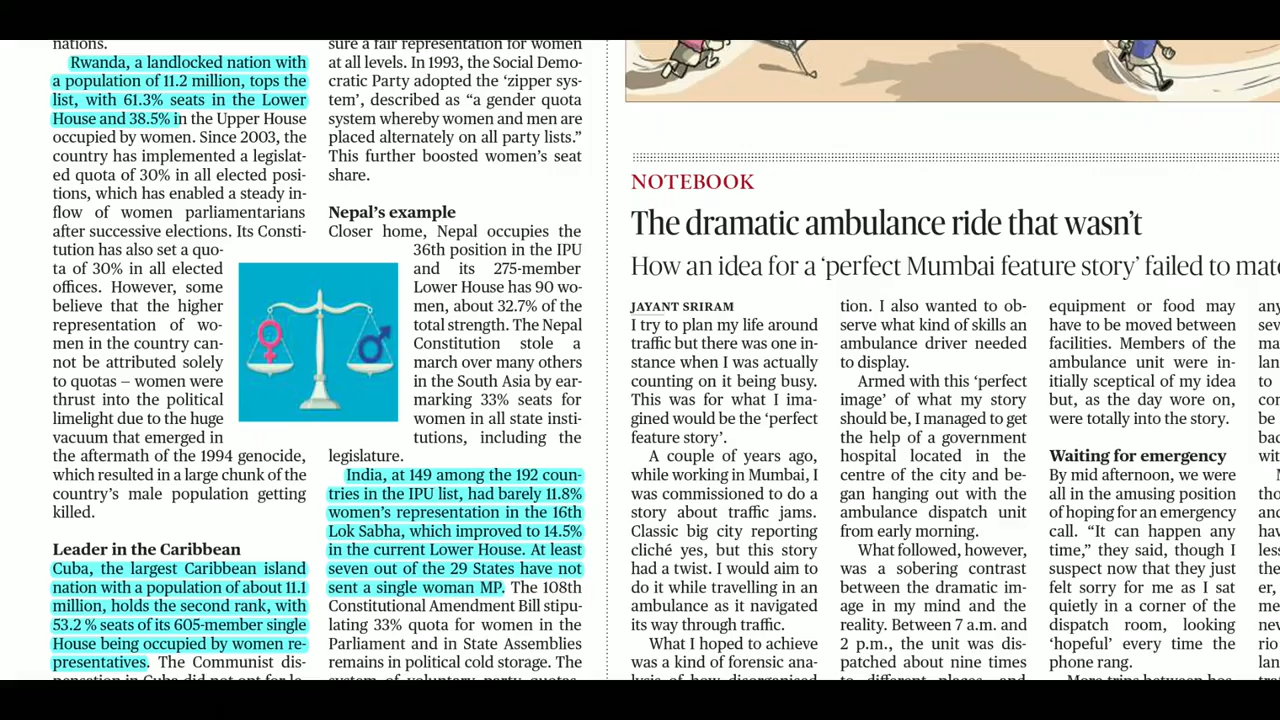 nations.
Rwanda, a landlocked nation with
a population of 11.2 million, tops the
list, with 61.3% seats in the Lower
House and 38.5% in the Upper House
occupied by women. Since 2003, the
country has implemented a legislat-
ed quota of 30% in all elected posi-
tions, which has enabled a steady in-
flow of women parliamentarians
after successive elections. Its Consti-
tution has also set a quo-
ta of 30% in all elected
offices. However, some
believe that the higher
representation of wo-
men in the country can-
not be attributed solely
to quotas – women were
thrust into the political
limelight due to the huge
vacuum that emerged in
the aftermath of the 1994 genocide,
which resulted in a large chunk of the
country's male population getting
killed.
Leader in the Caribbean
Cuba, the largest Caribbean island
nation with a population of about 11.1
million, holds the second rank, with
53.2 % seats of its 605-member single
House being occupied by women re-
presentatives. The Communist dis-
pensation in Cuba did not opt for le-
sure a fair representation for women
at all levels. In 1993, the Social Demo-
cratic Party adopted the ‘zipper sys-
tem’, described as “a gender quota
system whereby women and men are
placed alternately on all party lists.”
This further boosted women’s seat
share.
Nepal’s example
Closer home, Nepal occupies the
36th position in the IPU
and its 275-member
Lower House has 90 wo-
men, about 32.7% of the
total strength. The Nepal
Constitution stole a
march over many others
in the South Asia by ear-
marking 33% seats for
women in all state insti-
tutions, including the
legislature.
India, at 149 among the 192 coun-
tries in the IPU list, had barely 11.8%
women’s representation in the 16th
Lok Sabha, which improved to 14.5%
in the current Lower House. At least
seven out of the 29 States have not
sent a single woman MP. The 108th
Constitutional Amendment Bill stipu-
lating 33% quota for women in the
Parliament and in State Assemblies
remains in political cold storage. The
system of voluntary party quotas,
NOTEBOOK
The dramatic ambulance ride that wasn’t
How an idea for a ‘perfect Mumbai feature story’ failed to mate
JAYANT SRIRAM
I try to plan my life around
traffic but there was one in-
stance when I was actually
counting on it being busy.
This was for what I ima-
gined would be the ‘perfect
feature story’.
A couple of years ago,
while working in Mumbai, I
was commissioned to do a
story about traffic jams.
Classic big city reporting
cliché yes, but this story
had a twist. I would aim to
do it while travelling in an
ambulance as it navigated
its way through traffic.
What I hoped to achieve
was a kind of forensic ana-
lysis of how disorganised
tion. I also wanted to ob-
serve what kind of skills an
ambulance driver needed
to display.
Armed with this ‘perfect
image’ of what my story
should be, I managed to get
the help of a government
hospital located in the
centre of the city and be-
gan hanging out with the
ambulance dispatch unit
from early morning.
What followed, however,
was a sobering contrast
between the dramatic im-
age in my mind and the
reality. Between 7 a.m. and
2 p.m., the unit was dis-
patched about nine times
to different places, and
equipment or food may
have to be moved between
facilities. Members of the
ambulance unit were in-
itially sceptical of my idea
but, as the day wore on,
were totally into the story.
Waiting for emergency
By mid afternoon, we were
all in the amusing position
of hoping for an emergency
call. “It can happen any
time,” they said, though I
suspect now that they just
felt sorry for me as I sat
quietly in a corner of the
dispatch room, looking
‘hopeful’ every time the
phone rang.
More trips between hos-